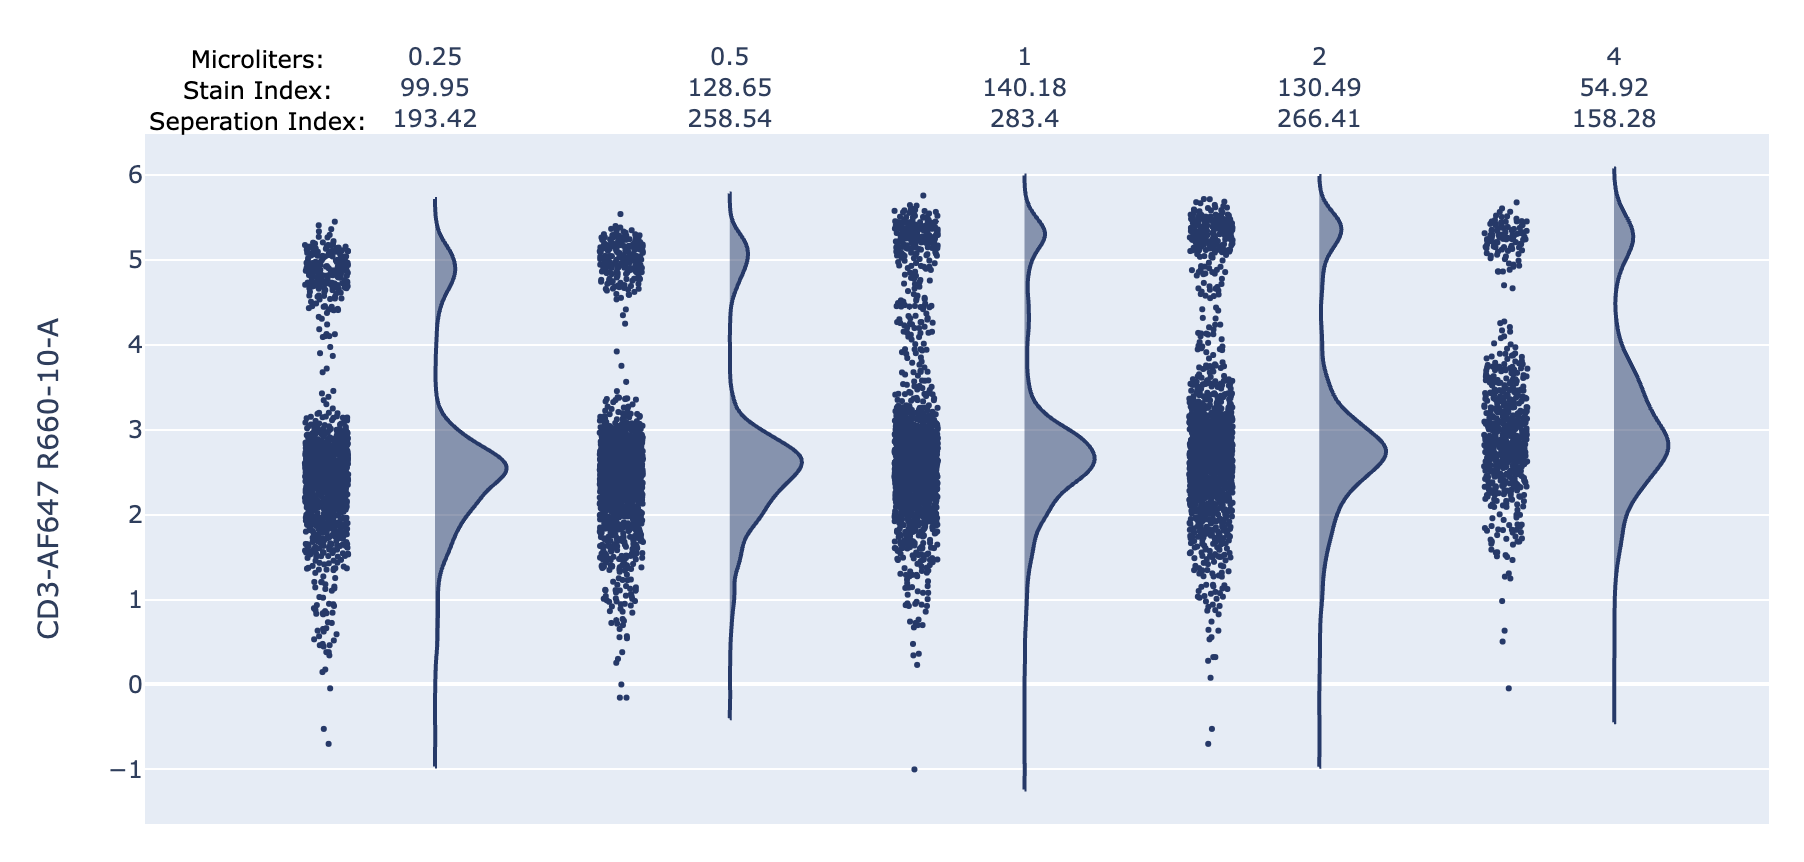 Microliters: 0.25 0.5 1 2 4
Stain Index: 99.95 128.65 140.18 130.49 54.92
Seperation Index: 193.42 258.54 283.4 266.41 158.28
6
5
4
3
2
1
0
−1
CD3-AF647 R660-10-A